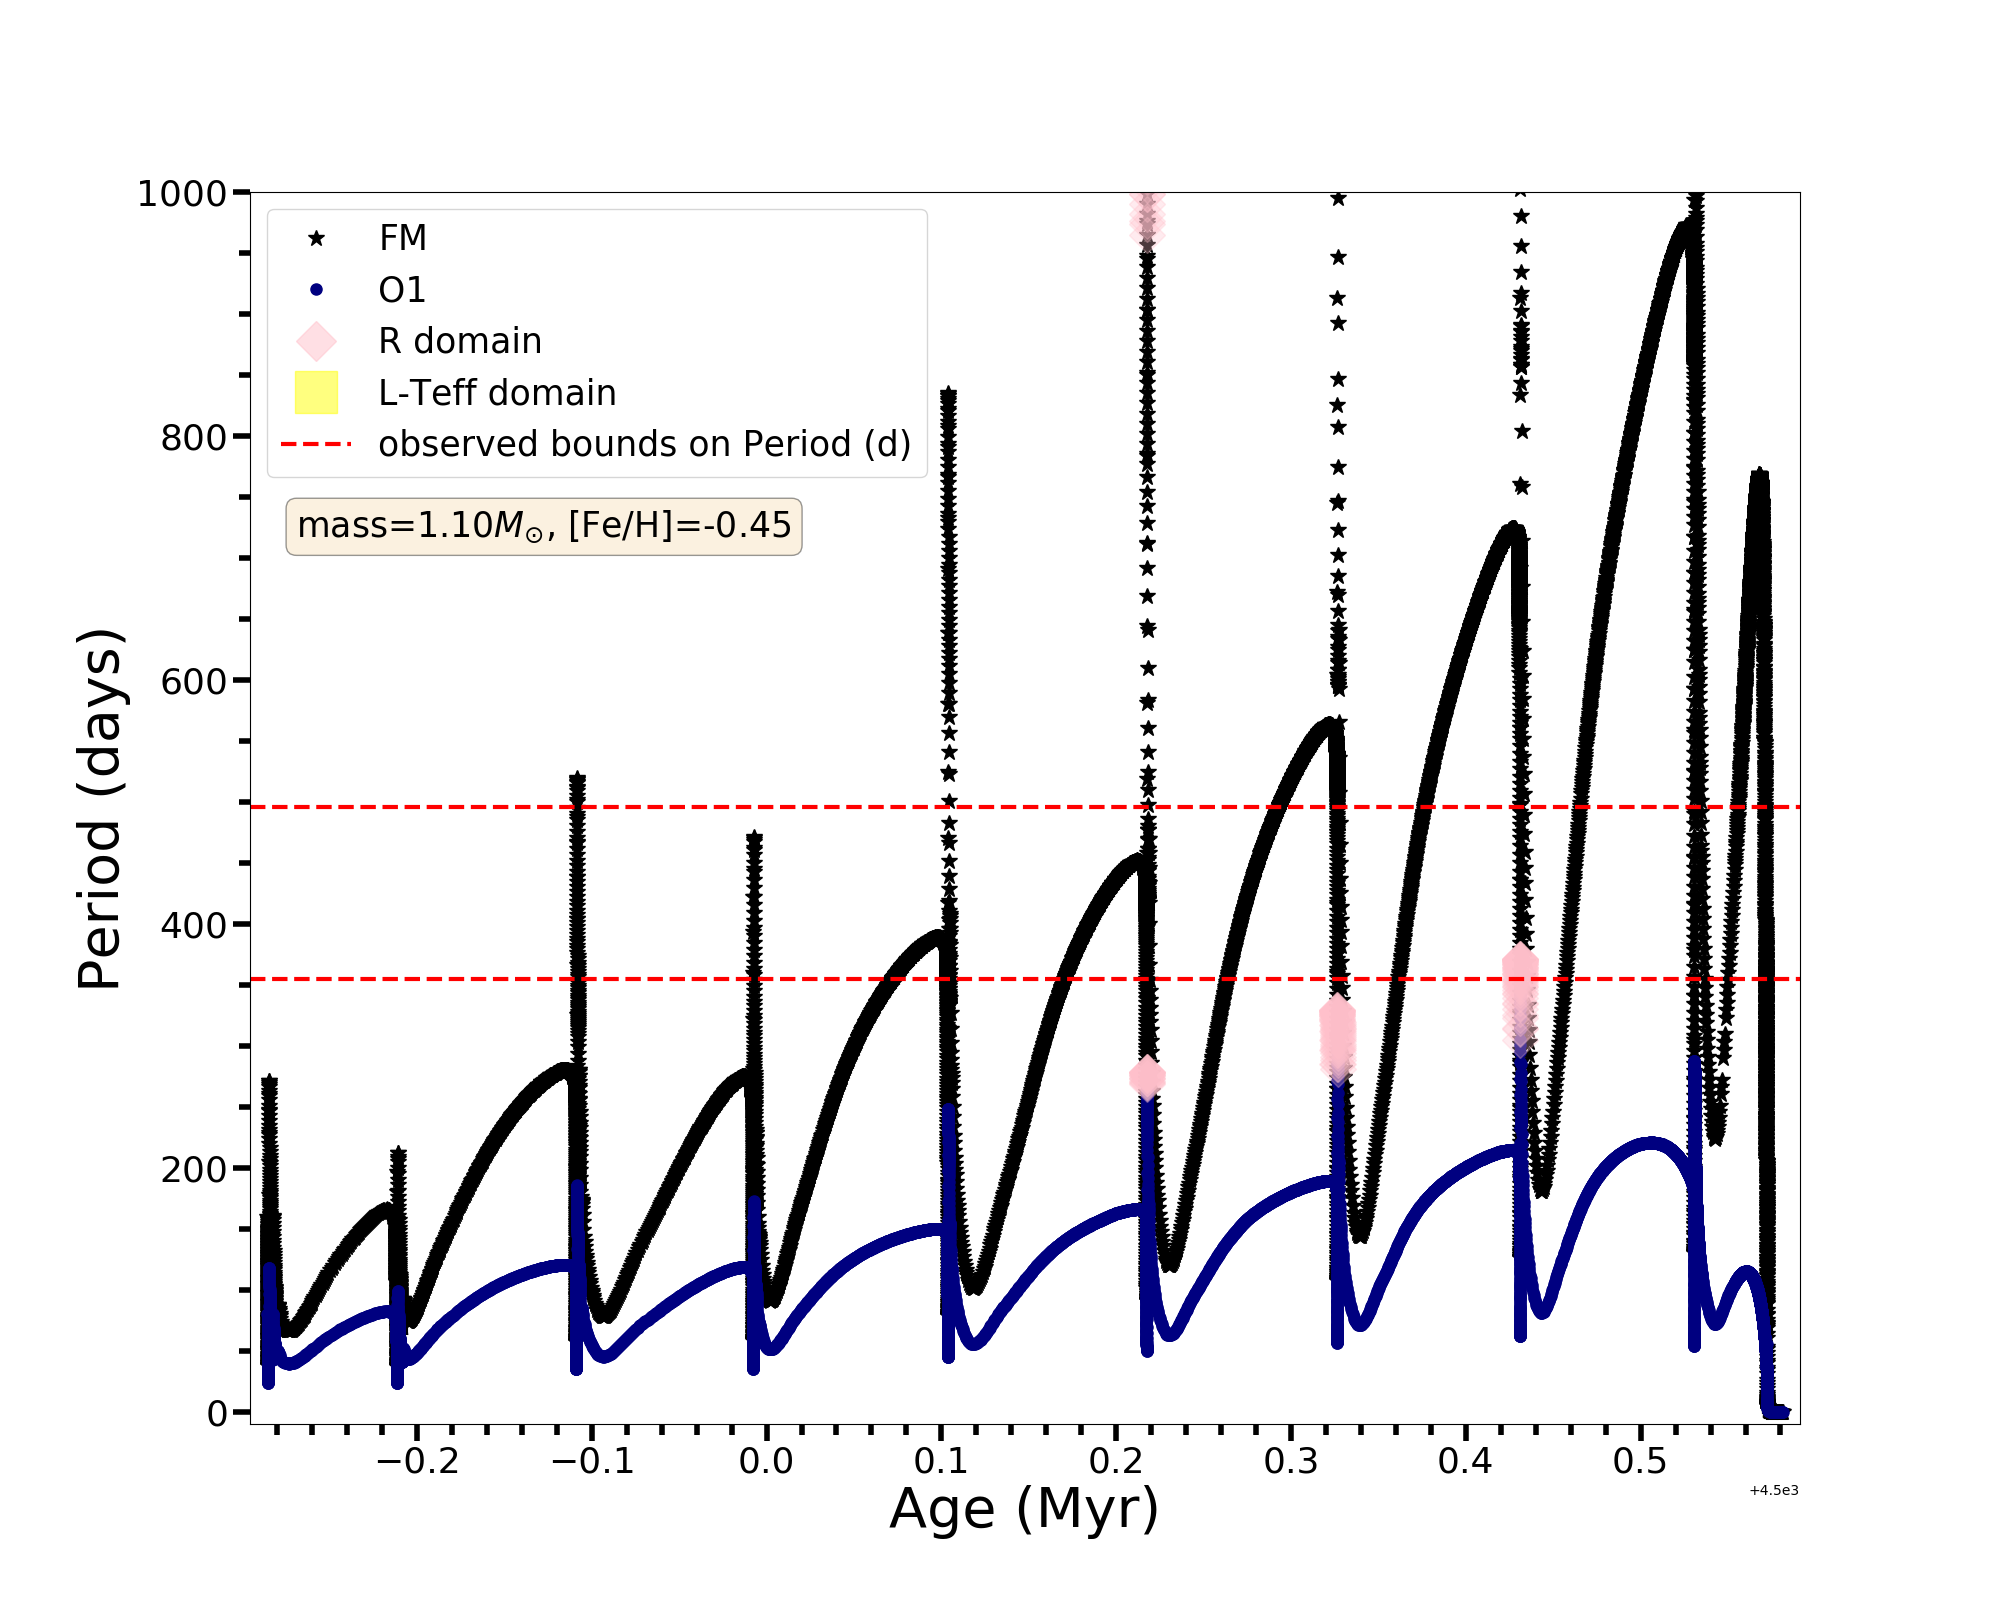 1000
800
600
400
200
0
Period (days)
FM
O1
R domain
L-Teff domain
observed bounds on Period (d)
mass=1.10M⊙, [Fe/H]=-0.45
−0.2
−0.1
0.0
0.1
0.2
0.3
0.4
0.5
+4.5e3
Age (Myr)